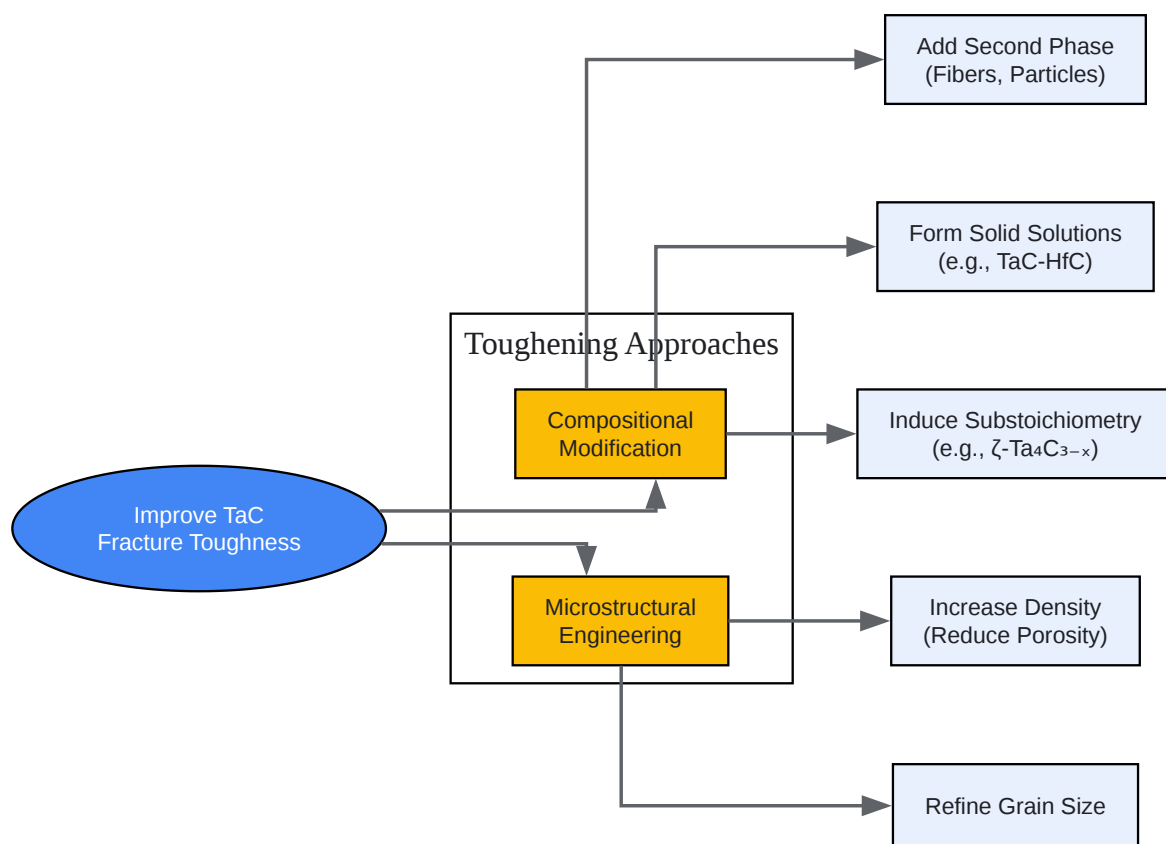 Add Second Phase
(Fibers, Particles)
Form Solid Solutions
(e.g., TaC-HfC)
Toughening Approaches
Compositional
Modification
Induce Substoichiometry
(e.g., ζ-Ta₄C₃₋ₓ)
Improve TaC
Fracture Toughness
Microstructural
Engineering
Increase Density
(Reduce Porosity)
Refine Grain Size